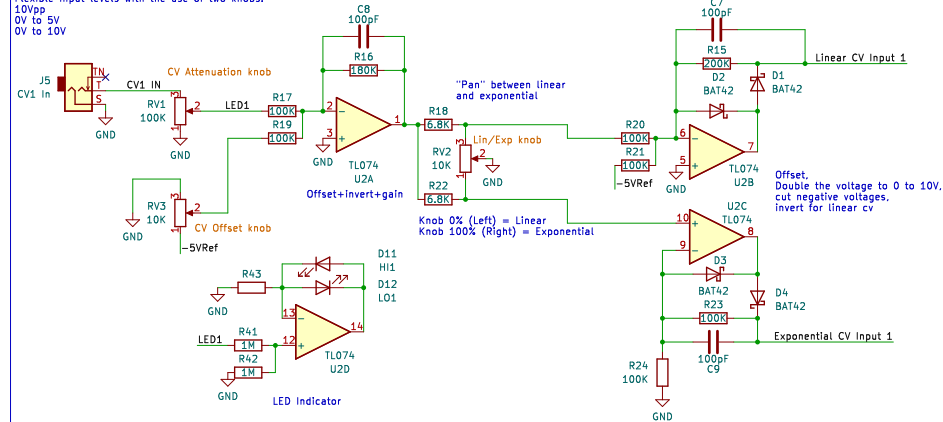 10Vpp
0V to 5V
0V to 10V
J5
CV1 In
TN
T
S
GND
CV Attenuation knob
CV1 IN
RV1
100K
3
2
1
GND
LED1
R17
100K
R19
100K
C8
100pF
R16
180K
2
3
1
GND
TL074
U2A
Offset+invert+gain
RV3
10K
3
2
1
GND
CV Offset knob
-5VRef
"Pan" between linear
and exponential
R18
6.8K
Lin/Exp knob
RV2
10K
3
2
1
GND
R22
6.8K
Knob 0% (Left) = Linear
Knob 100% (Right) = Exponential
R20
100K
R21
100K
-5VRef
C7
100pF
R15
200K
D2
BAT42
D1
BAT42
Linear CV Input 1
6
5
7
GND
TL074
U2B
Offset,
Double the voltage to 0 to 10V,
cut negative voltages,
invert for linear cv
U2C
TL074
10
9
8
D3
BAT42
D4
BAT42
R23
100K
100pF
C9
Exponential CV Input 1
R24
100K
GND
D11
HI1
D12
LO1
R43
GND
13
12
14
TL074
U2D
LED1
R41
1M
R42
1M
GND
LED Indicator